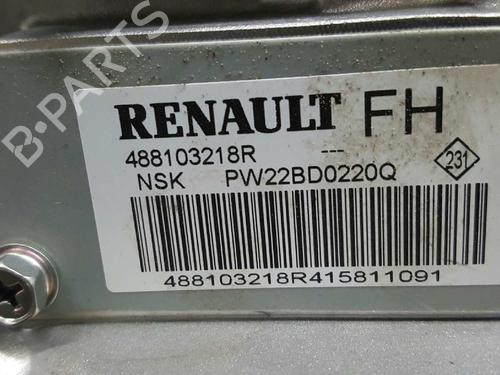 B-PARTS
RENAULT FH
488103218R ---
NSK PW22BD0220Q 231
488103218R415811091